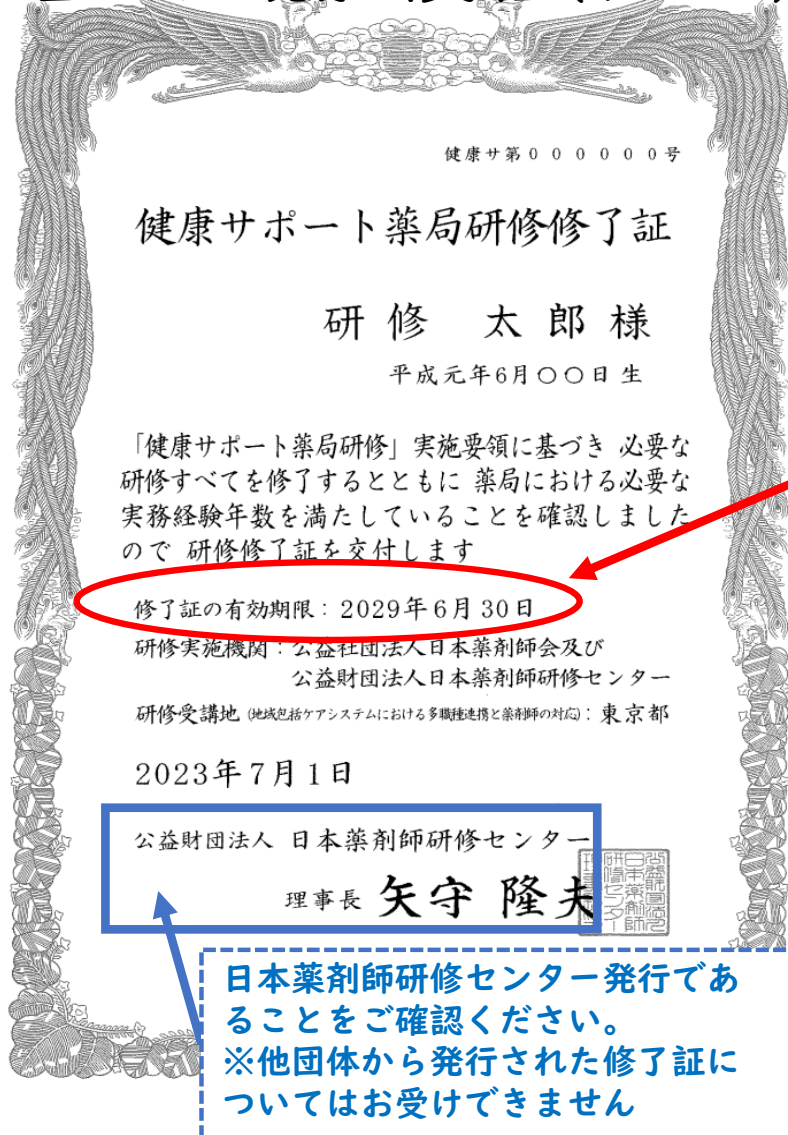 健康サ第０００００００号
健康サポート薬局研修修了証
研修 太郎様
平成元年6月〇〇日生
「健康サポート薬局研修」実施要領に基づき 必要な
研修すべてを修了するとともに 薬局における必要な
実務経験年数を満たしていることを確認しました
ので 研修修了証を交付します
修了証の有効期限：2029年6月30日
研修実施機関：公益社団法人日本薬剤師会及び
公益財団法人日本薬剤師研修センター
研修受講地（地域包括ケアシステムにおける多職種連携と薬剤師の対応）：東京都
2023年7月1日
公益財団法人 日本薬剤師研修センター
理事長 矢守 隆夫
日本薬剤師研修センター発行であ
ることをご確認ください。
※他団体から発行された修了証に
ついてはお受けできません